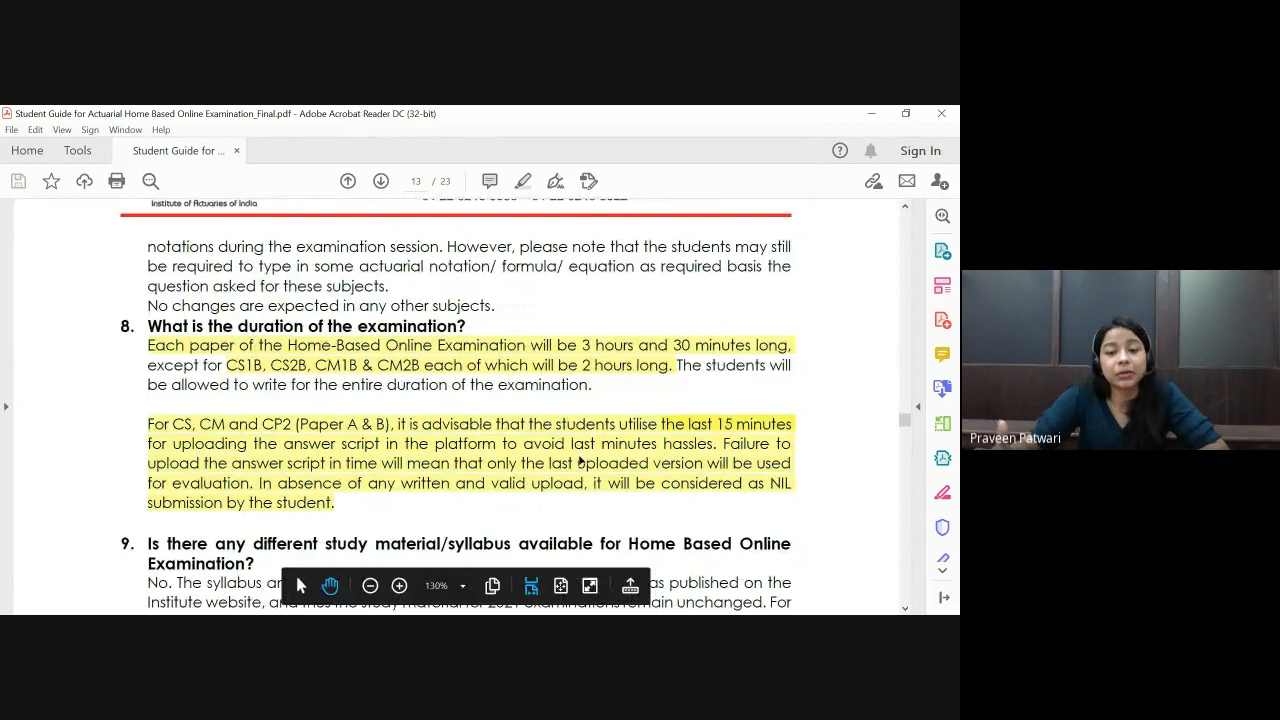 Student Guide for Actuarial Home Based Online Examination_Final.pdf - Adobe Acrobat Reader DC (32-bit)
File Edit View Sign Window Help
Home Tools Student Guide for ... × Sign In
13 / 23
Institute of Actuaries of India
notations during the examination session. However, please note that the students may still
be required to type in some actuarial notation/ formula/ equation as required basis the
question asked for these subjects.
No changes are expected in any other subjects.
8. What is the duration of the examination?
Each paper of the Home-Based Online Examination will be 3 hours and 30 minutes long,
except for CS1B, CS2B, CM1B & CM2B each of which will be 2 hours long. The students will
be allowed to write for the entire duration of the examination.
For CS, CM and CP2 (Paper A & B), it is advisable that the students utilise the last 15 minutes
for uploading the answer script in the platform to avoid last minutes hassles. Failure to
upload the answer script in time will mean that only the last uploaded version will be used
for evaluation. In absence of any written and valid upload, it will be considered as NIL
submission by the student.
9. Is there any different study material/syllabus available for Home Based Online
Examination?
No. The syllabus as published on the
Institute website, and thus the study material for 2021 examinations remain unchanged. For
130%
Praveen Patwari